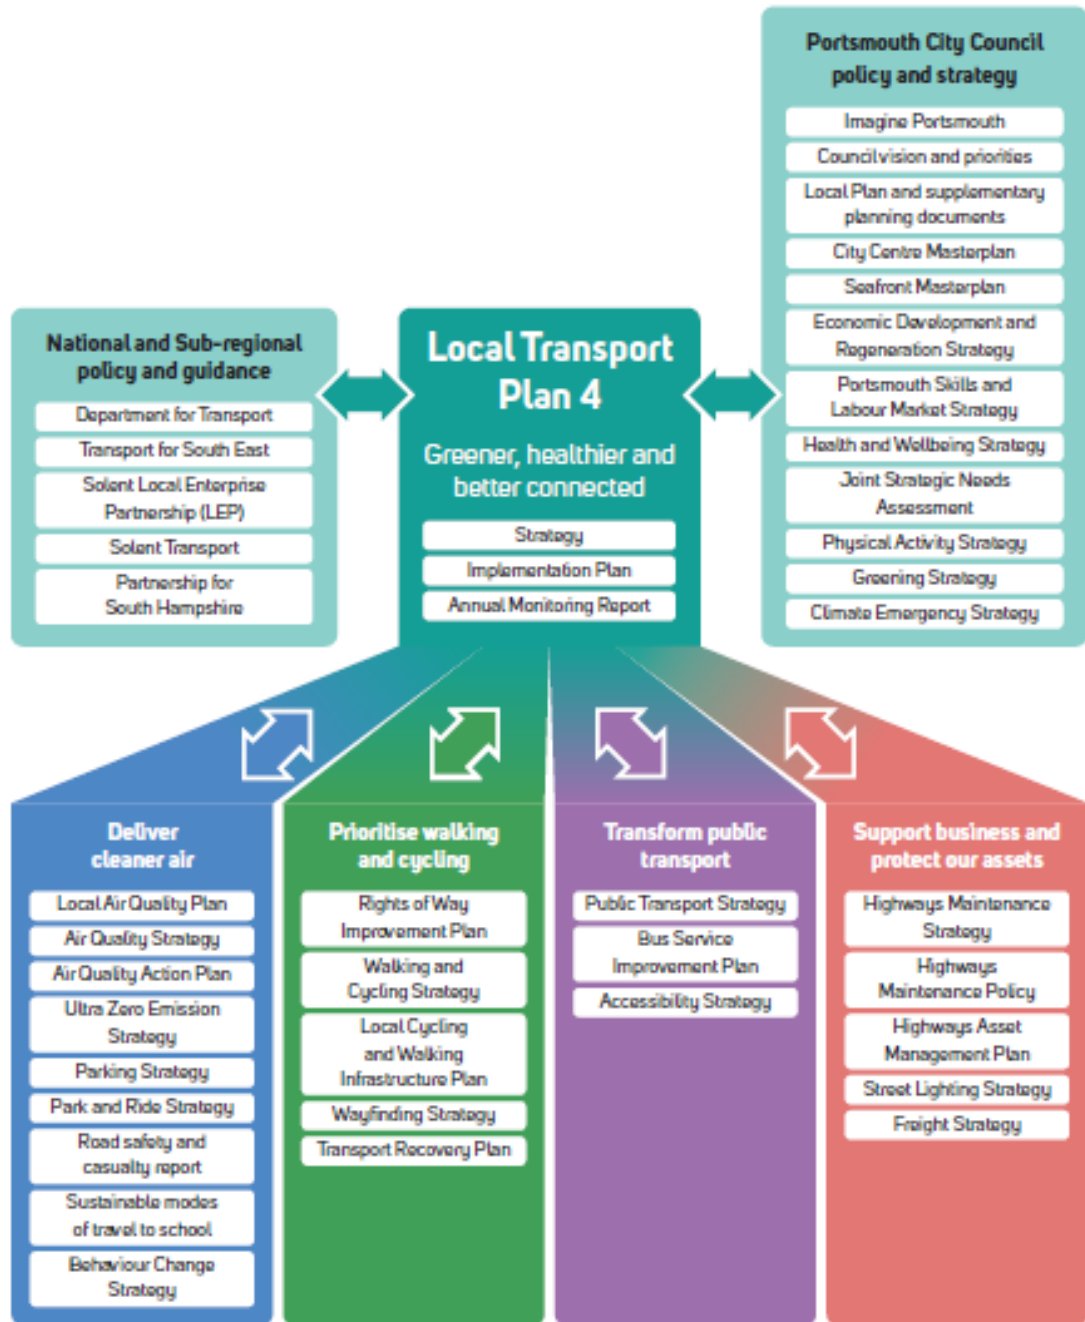 Portsmouth City Council
policy and strategy
Imagine Portsmouth
Council vision and priorities
Local Plan and supplementary
planning documents
City Centre Masterplan
Seafront Masterplan
Economic Development and
Regeneration Strategy
Portsmouth Skills and
Labour Market Strategy
Health and Wellbeing Strategy
Joint Strategic Needs
Assessment
Physical Activity Strategy
Greening Strategy
Climate Emergency Strategy
National and Sub-regional
policy and guidance
Department for Transport
Transport for South East
Solent Local Enterprise
Partnership (LEP)
Solent Transport
Partnership for
South Hampshire
Local Transport
Plan 4
Greener, healthier and
better connected
Strategy
Implementation Plan
Annual Monitoring Report
Deliver
cleaner air
Local Air Quality Plan
Air Quality Strategy
Air Quality Action Plan
Ultra Zero Emission
Strategy
Parking Strategy
Park and Ride Strategy
Road safety and
casualty report
Sustainable modes
of travel to school
Behaviour Change
Strategy
Prioritise walking
and cycling
Rights of Way
Improvement Plan
Walking and
Cycling Strategy
Local Cycling
and Walking
Infrastructure Plan
Wayfinding Strategy
Transport Recovery Plan
Transform public
transport
Public Transport Strategy
Bus Service
Improvement Plan
Accessibility Strategy
Support business and
protect our assets
Highways Maintenance
Strategy
Highways
Maintenance Policy
Highways Asset
Management Plan
Street Lighting Strategy
Freight Strategy